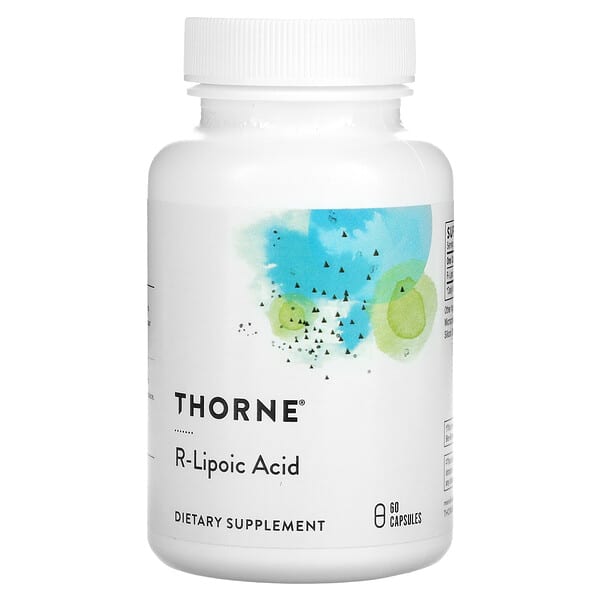 THORNE®
R-Lipoic Acid
DIETARY SUPPLEMENT
60
CAPSULES